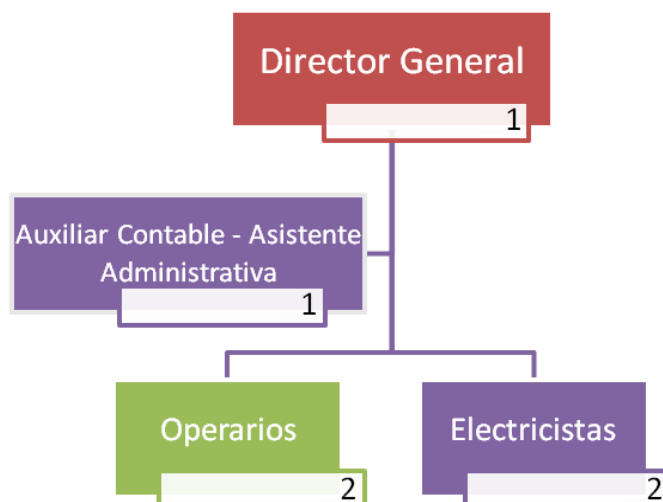 Director General
1
Auxiliar Contable - Asistente
Administrativa
1
Operarios
2
Electricistas
2